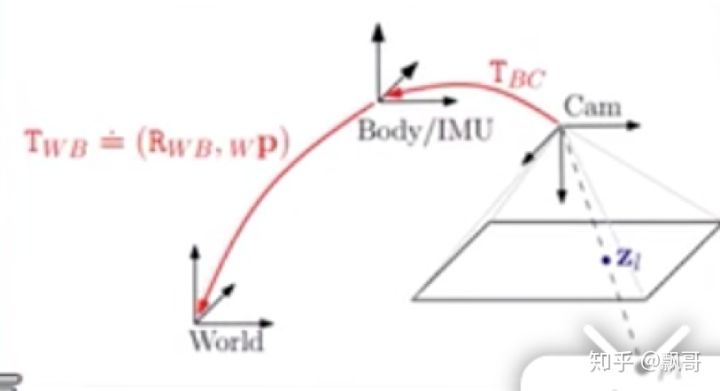 T_BC
Cam
Body/IMU
T_WB ≐ (R_WB, _Wp)
z_l
World
知乎 @飘哥